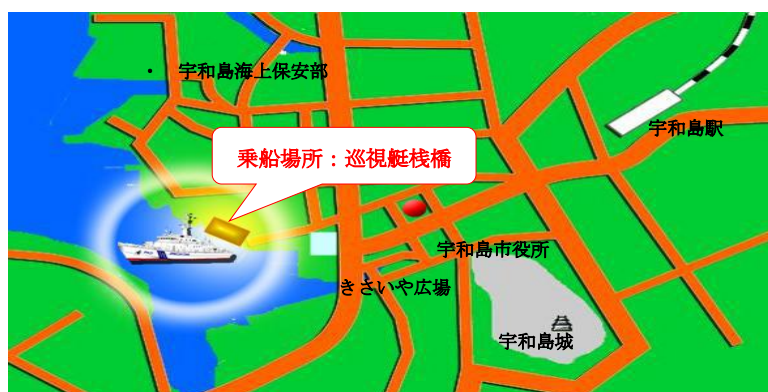 ・ 宇和島海上保安部
宇和島駅
乗船場所：巡視艇桟橋
宇和島市役所
きさいや広場
宇和島城